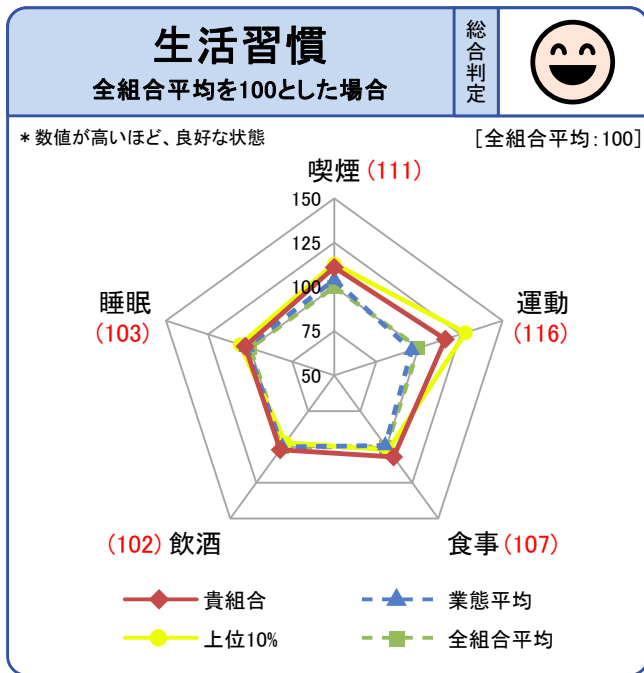 生活習慣
全組合平均を100とした場合
総合判定
*数値が高いほど、良好な状態
[全組合平均:100]
喫煙(111)
150
125
100
75
50
睡眠
(103)
運動
(116)
(102)飲酒
食事(107)
貴組合
業態平均
上位10%
全組合平均